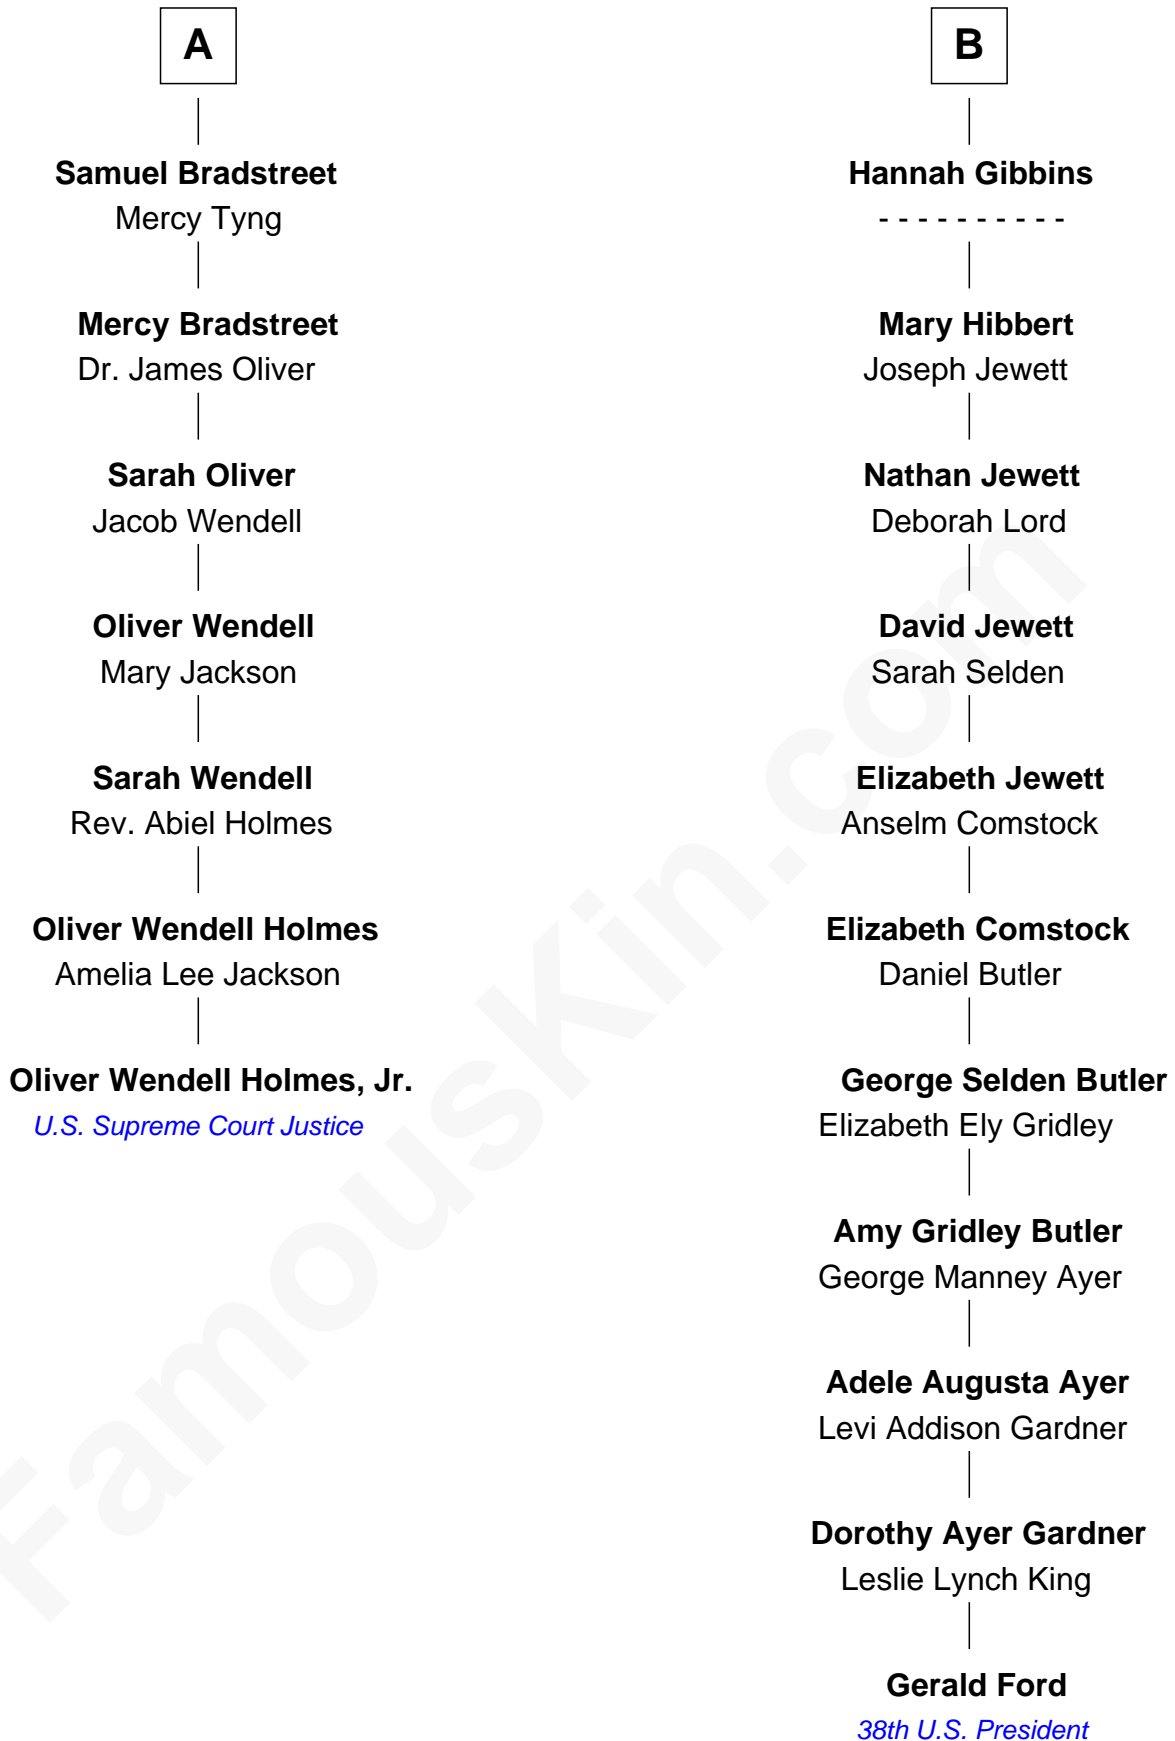 A
Samuel Bradstreet
Mercy Tyng
Mercy Bradstreet
Dr. James Oliver
Sarah Oliver
Jacob Wendell
Oliver Wendell
Mary Jackson
Sarah Wendell
Rev. Abiel Holmes
Oliver Wendell Holmes
Amelia Lee Jackson
Oliver Wendell Holmes, Jr.
U.S. Supreme Court Justice
B
Hannah Gibbins
- - - - - - - - - -
Mary Hibbert
Joseph Jewett
Nathan Jewett
Deborah Lord
David Jewett
Sarah Selden
Elizabeth Jewett
Anselm Comstock
Elizabeth Comstock
Daniel Butler
George Selden Butler
Elizabeth Ely Gridley
Amy Gridley Butler
George Manney Ayer
Adele Augusta Ayer
Levi Addison Gardner
Dorothy Ayer Gardner
Leslie Lynch King
Gerald Ford
38th U.S. President
FamousKin.com